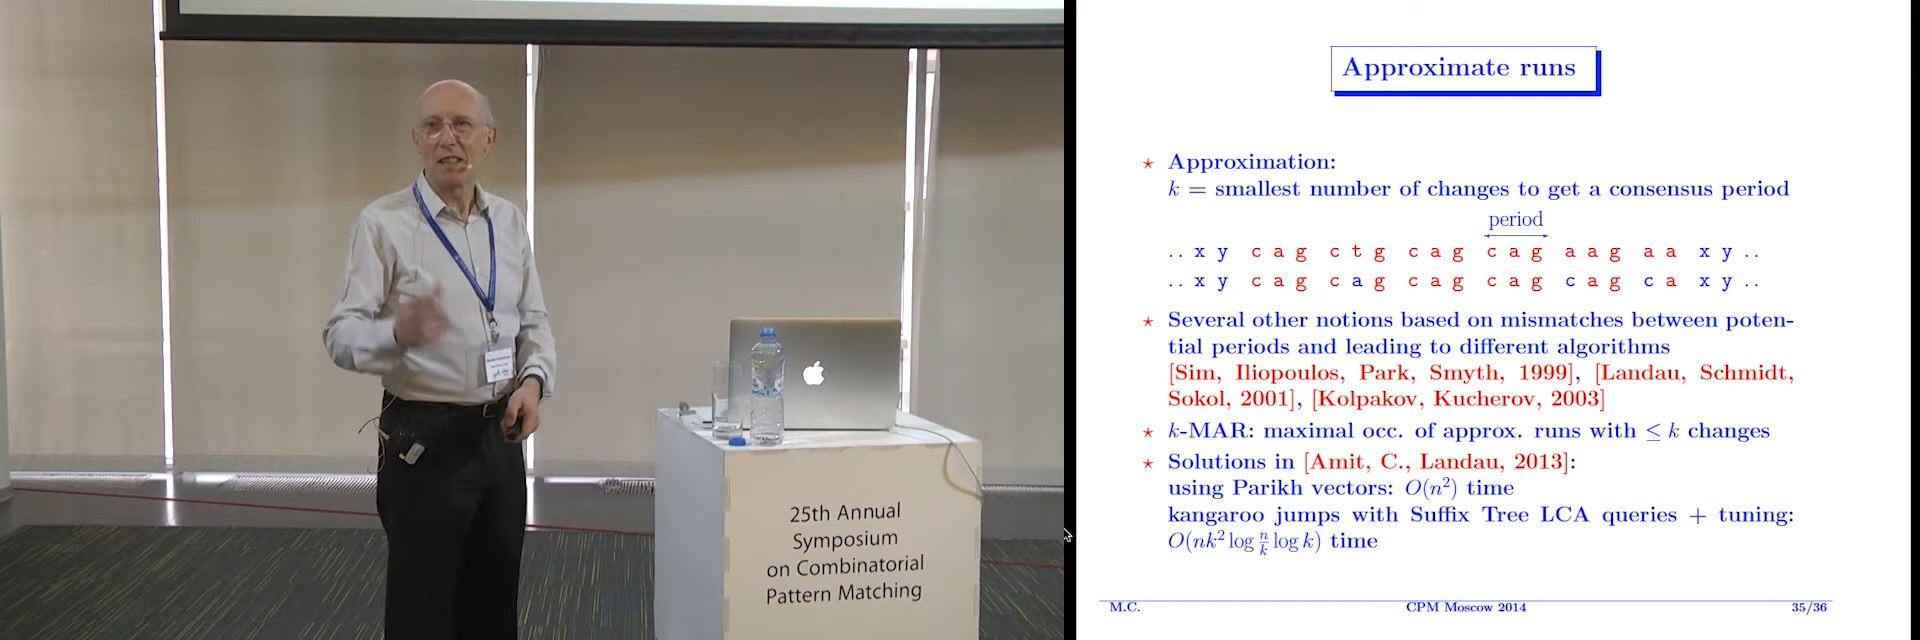 25th Annual
Symposium
on Combinatorial
Pattern Matching
Approximate runs
⋆ Approximation:
k = smallest number of changes to get a consensus period
period
.. x y c a g c t g c a g c a g a a g a a x y ..
.. x y c a g c a g c a g c a g c a g c a x y ..
⋆ Several other notions based on mismatches between poten-
tial periods and leading to different algorithms
[Sim, Iliopoulos, Park, Smyth, 1999], [Landau, Schmidt,
Sokol, 2001], [Kolpakov, Kucherov, 2003]
⋆ k-MAR: maximal occ. of approx. runs with ≤ k changes
⋆ Solutions in [Amit, C., Landau, 2013]:
using Parikh vectors: O(n²) time
kangaroo jumps with Suffix Tree LCA queries + tuning:
O(nk² log n/k log k) time
M.C. CPM Moscow 2014 35/36